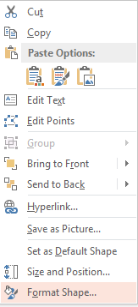 Cut
Copy
Paste Options:
Edit Text
Edit Points
Group
Bring to Front
Send to Back
Hyperlink...
Save as Picture...
Set as Default Shape
Size and Position...
Format Shape...